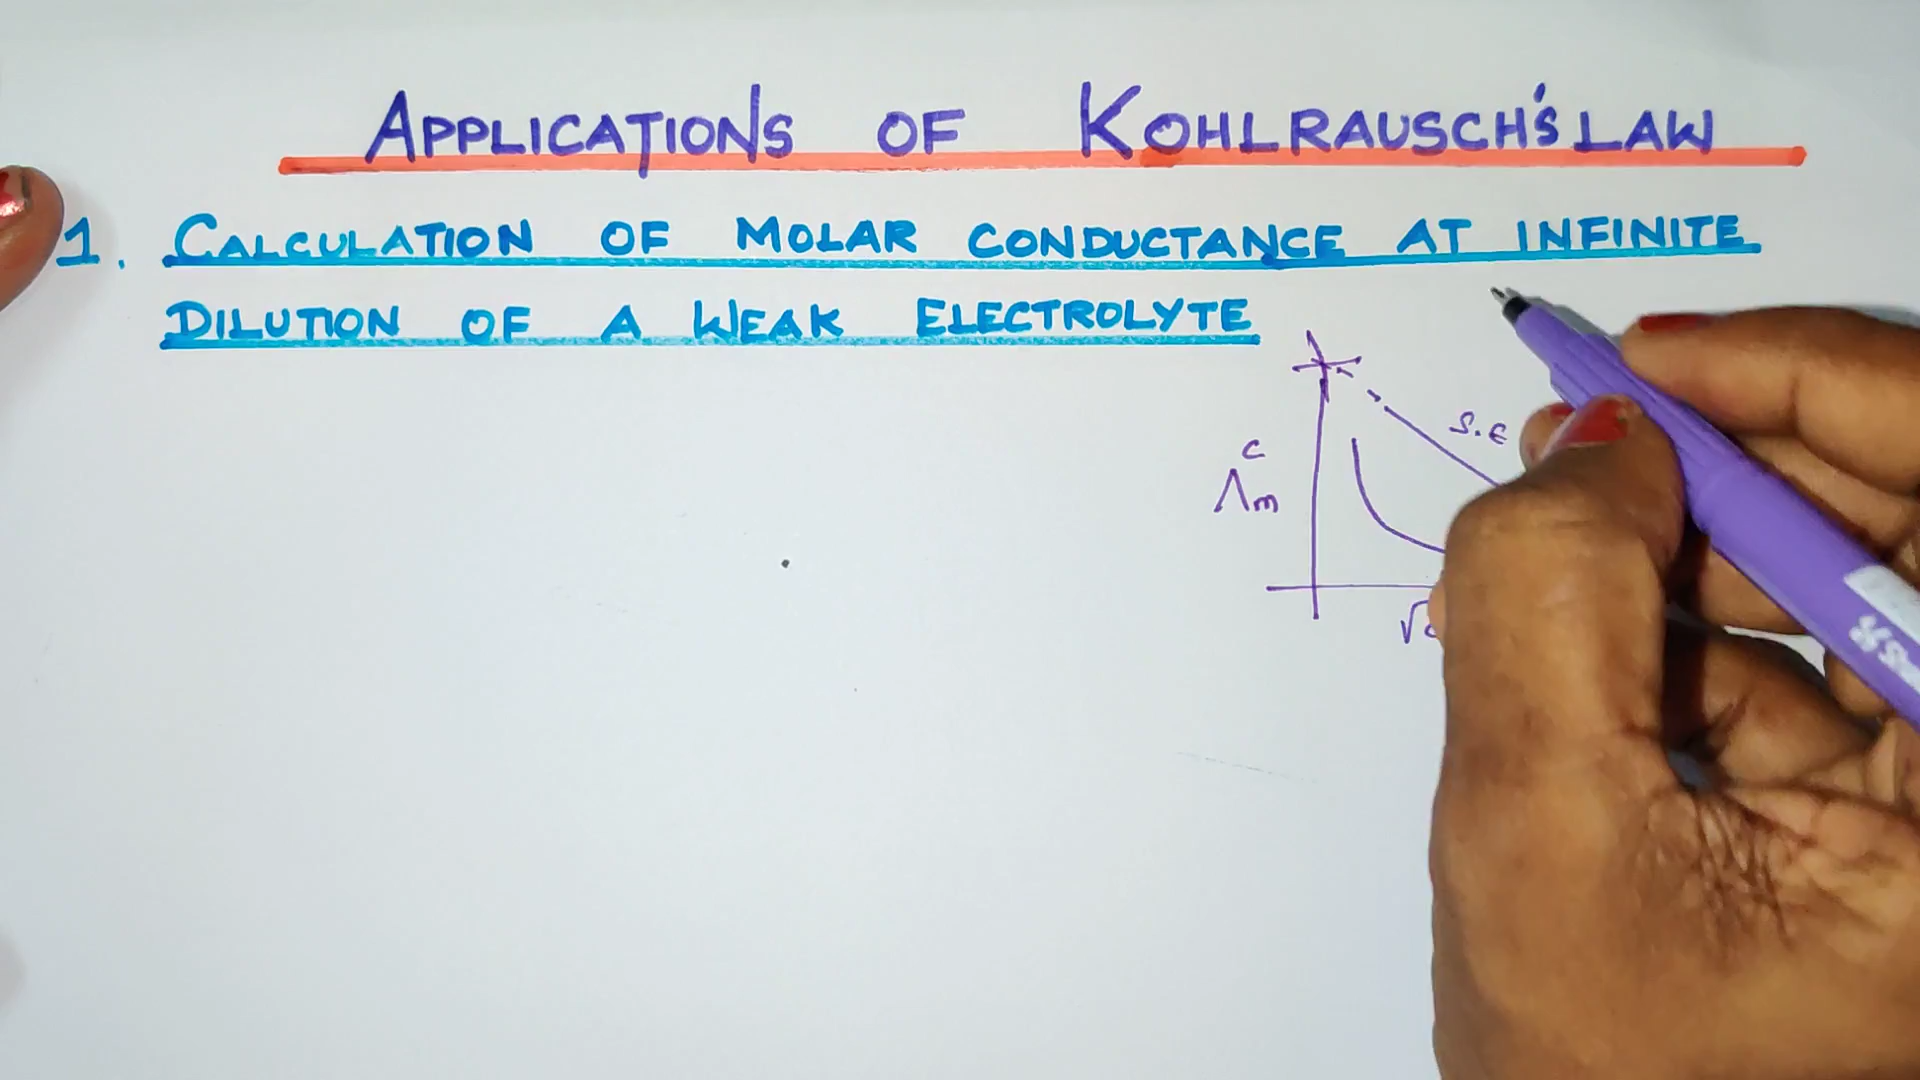 APPLICATIONS OF KOHLRAUSCH'S LAW
1. CALCULATION OF MOLAR CONDUCTANCE AT INFINITE
DILUTION OF A WEAK ELECTROLYTE
S.E
Λm^c